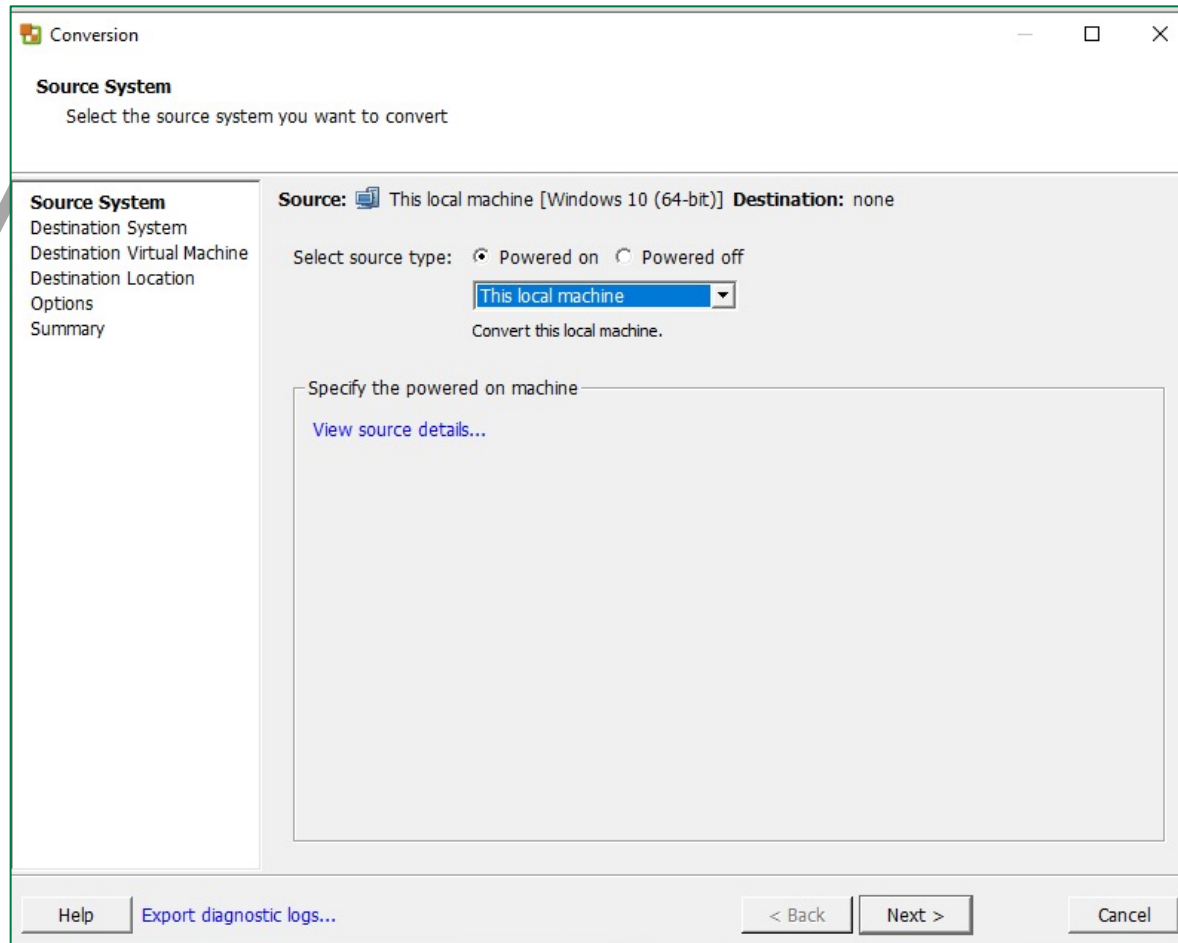 Conversion
Source System
Select the source system you want to convert
Source System
Destination System
Destination Virtual Machine
Destination Location
Options
Summary
Source: This local machine [Windows 10 (64-bit)] Destination: none
Select source type: Powered on Powered off
This local machine
Convert this local machine.
Specify the powered on machine
View source details...
Help Export diagnostic logs... < Back Next > Cancel